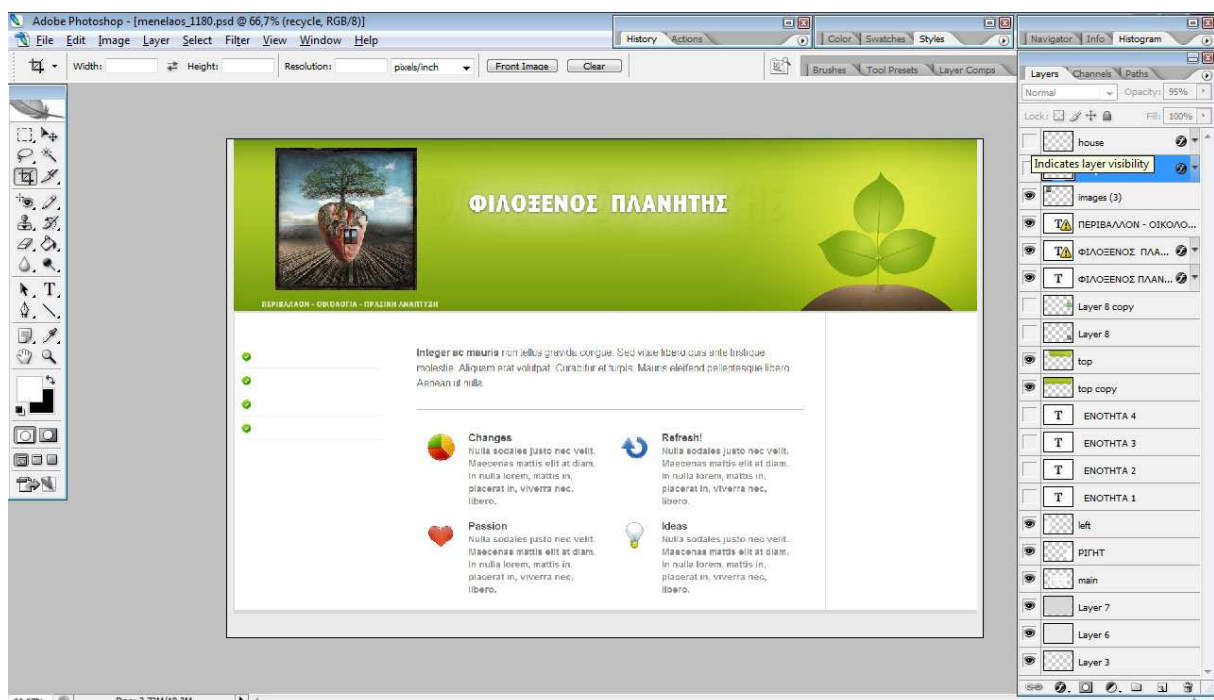 Adobe Photoshop - [menelaos_1180.psd @ 66,7% (recycle, RGB/8)]
File Edit Image Layer Select Filter View Window Help
History Actions
Color Swatches Styles
Navigator Info Histogram
Width: Height: Resolution: pixels/inch Front Image Clear
Brushes Tool Presets Layer Comps
Layers Channels Paths
Normal Opacity: 95%
Lock: Fill: 100%
house
Indicates layer visibility
images (3)
ΠΕΡΙΒΑΛΛΟΝ - ΟΙΚΟΛΟ...
ΦΙΛΟΞΕΝΟΣ ΠΛΑ...
ΦΙΛΟΞΕΝΟΣ ΠΛΑΝ...
Layer 8 copy
Layer 8
top
top copy
ΕΝΟΤΗΤΑ 4
ΕΝΟΤΗΤΑ 3
ΕΝΟΤΗΤΑ 2
ΕΝΟΤΗΤΑ 1
left
ΡΙΓΗΤ
main
Layer 7
Layer 6
Layer 3
ΦΙΛΟΞΕΝΟΣ ΠΛΑΝΗΤΗΣ
ΠΕΡΙΒΑΛΛΟΝ - ΟΙΚΟΛΟΓΙΑ - ΠΡΑΣΙΝΗ ΑΝΑΠΤΥΞΗ
Integer ac mauris non tellus gravida congue. Sed vitae libero quis ante tristique
molestie. Aliquam erat volutpat. Curabitur et turpis. Mauris eleifend pellentesque libero.
Aenean ut nulla
Changes
Nulla sodales justo nec velit.
Maecenas mattis elit at diam.
In nulla lorem, mattis in,
placerat in, viverra nec,
libero.
Refresh!
Nulla sodales justo nec velit.
Maecenas mattis elit at diam.
In nulla lorem, mattis in,
placerat in, viverra nec,
libero.
Passion
Nulla sodales justo nec velit.
Maecenas mattis elit at diam.
In nulla lorem, mattis in,
placerat in, viverra nec,
libero.
Ideas
Nulla sodales justo nec velit.
Maecenas mattis elit at diam.
In nulla lorem, mattis in,
placerat in, viverra nec,
libero.